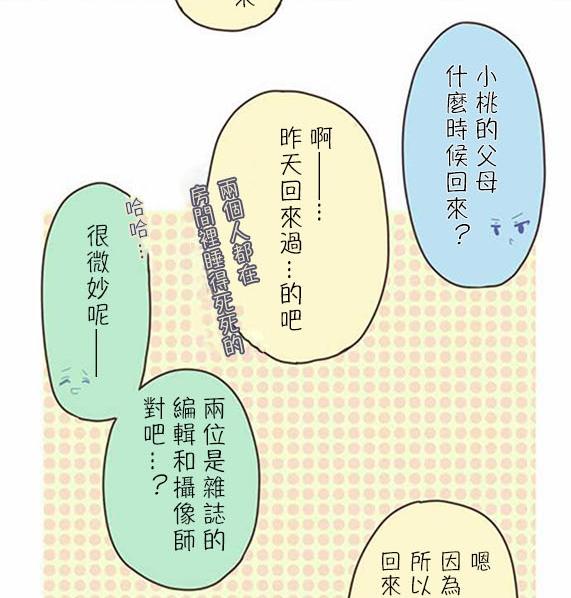 小桃的父母
什麼時候回來？
啊——…
昨天回來過…的吧
兩個人都在
房間裡睡得死死的
哈哈…
很微妙呢——
兩位是雜誌的
編輯和攝像師
對吧…？
嗯
因為
所以
回來